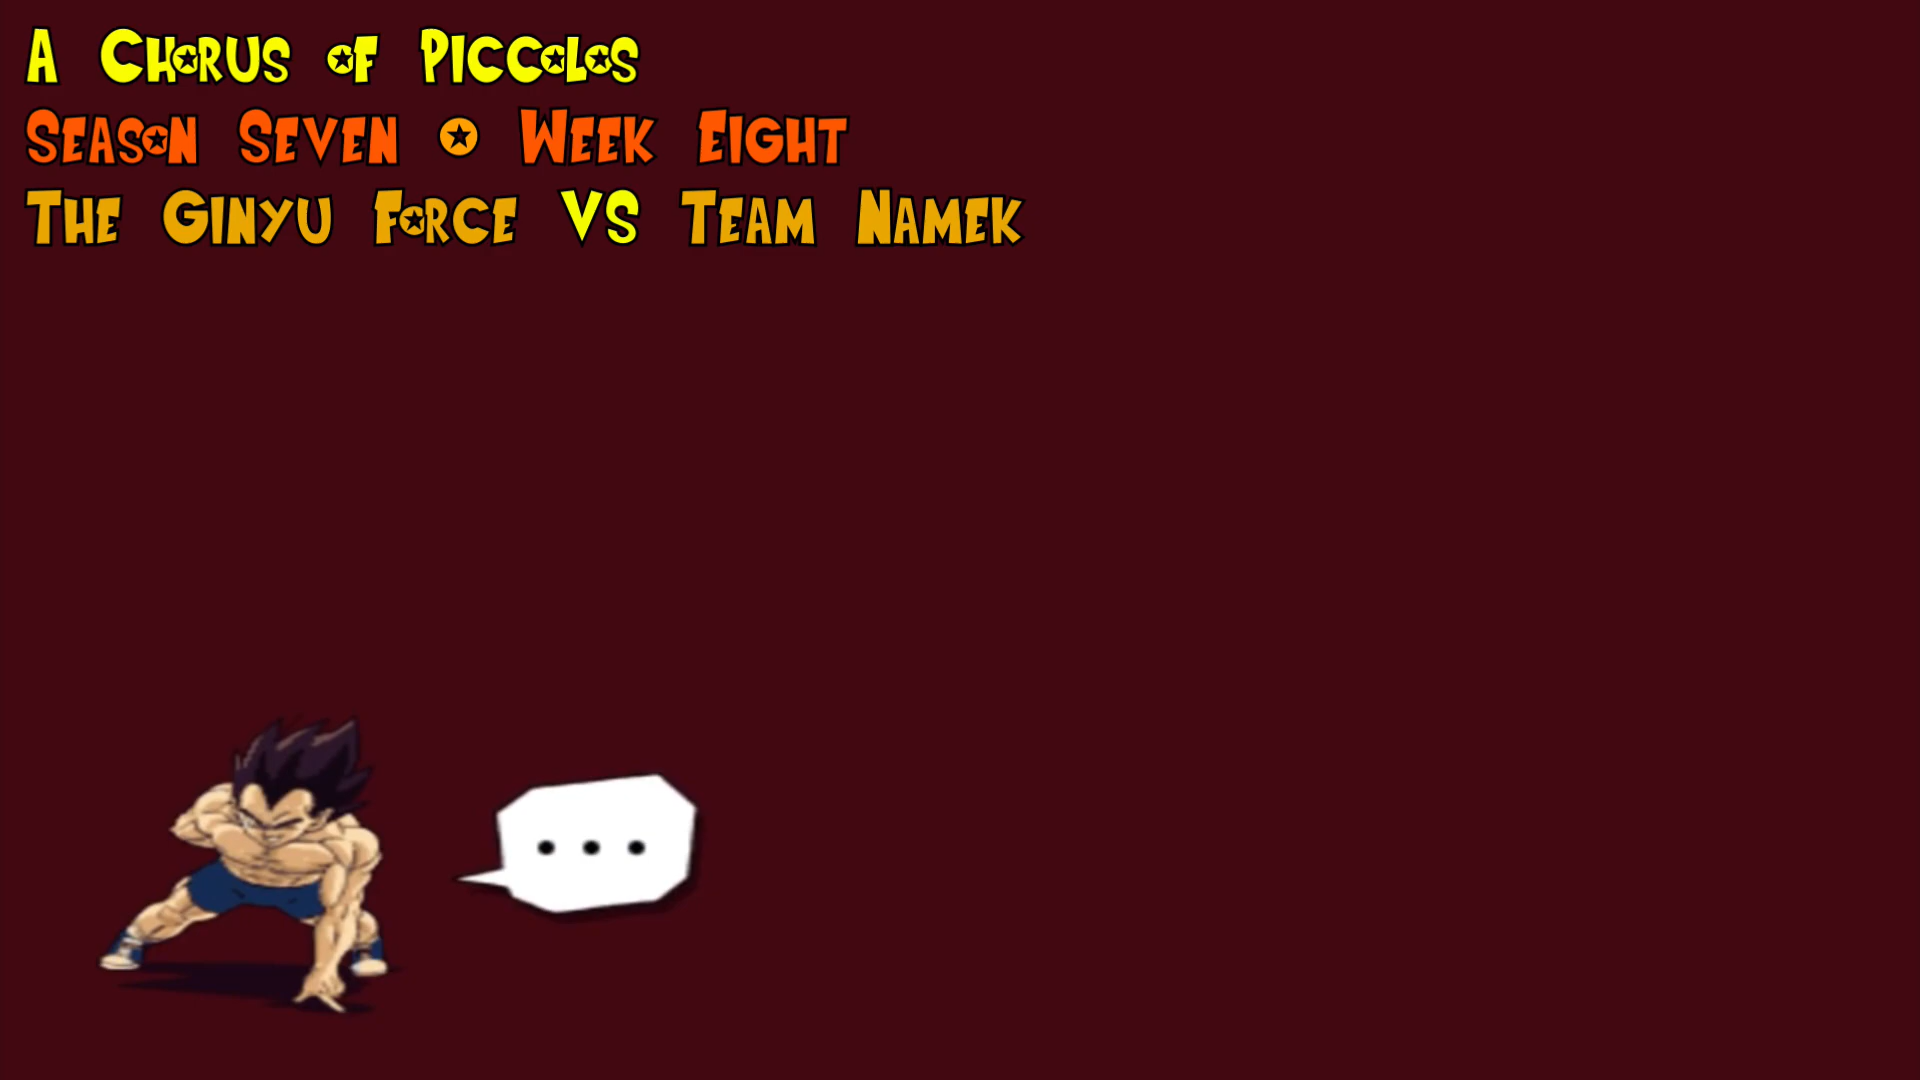 A Chorus of Piccolos
Season Seven ★ Week Eight
The Ginyu Force VS Team Namek
...